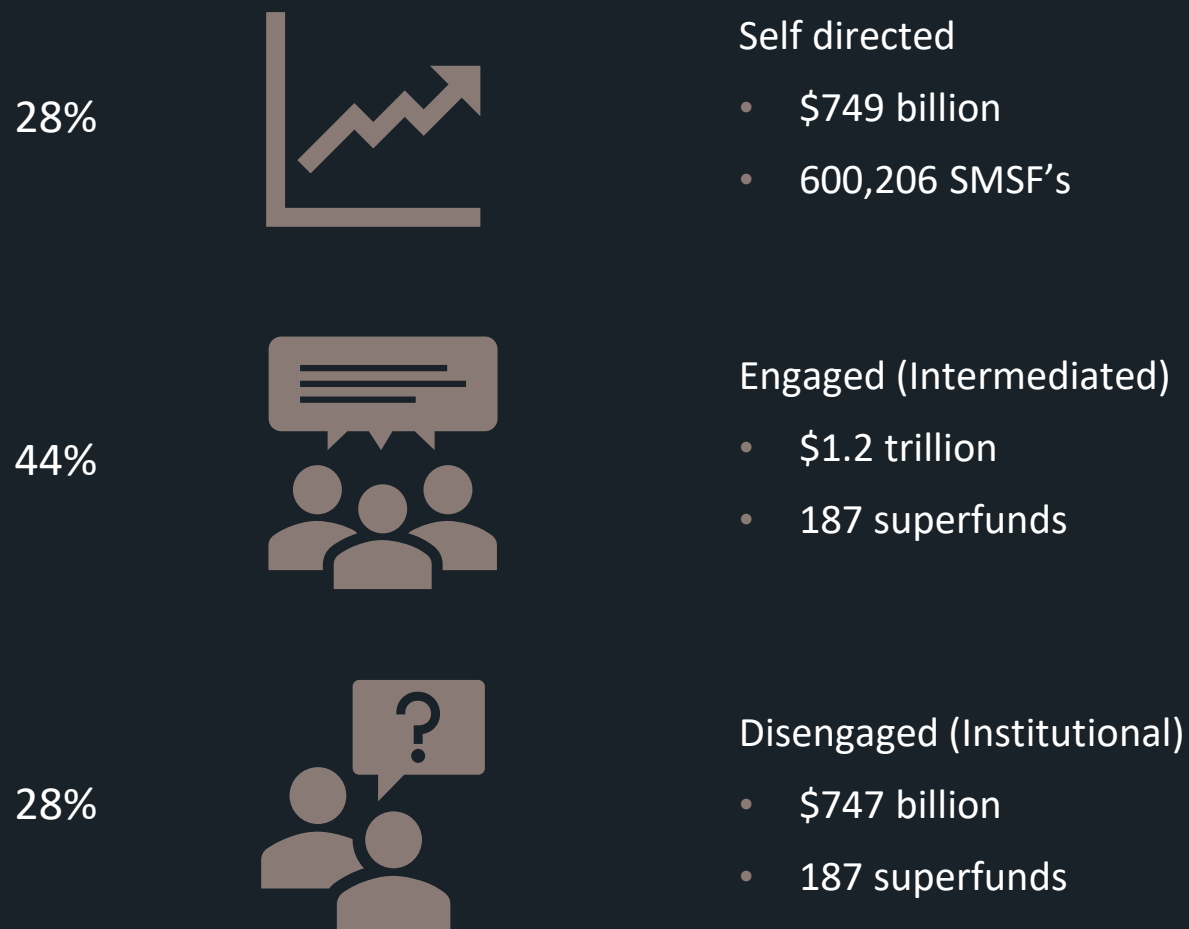 28%
Self directed
• $749 billion
• 600,206 SMSF’s
44%
Engaged (Intermediated)
• $1.2 trillion
• 187 superfunds
?
28%
Disengaged (Institutional)
• $747 billion
• 187 superfunds